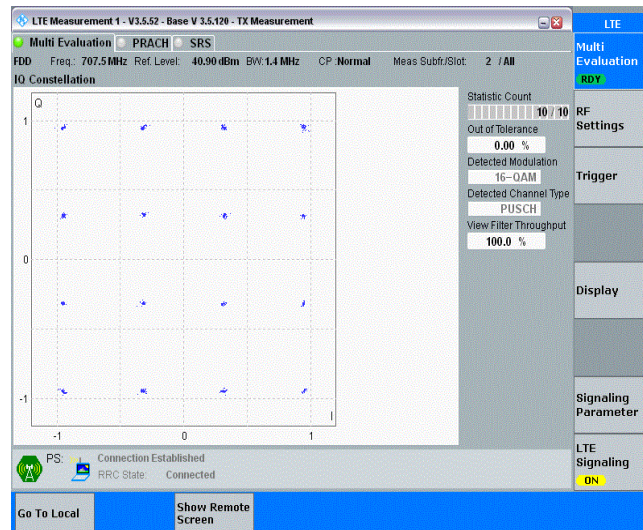 LTE Measurement 1 - V3.5.52 - Base V 3.5.120 - TX Measurement
LTE
Multi Evaluation PRACH SRS
Multi
Evaluation
RDY
FDD Freq.: 707.5 MHz Ref. Level: 40.90 dBm BW: 1.4 MHz CP :Normal Meas Subfr./Slot: 2 / All
IQ Constellation
Q
1
0
-1
-1 0 1
I
Statistic Count
10 / 10
Out of Tolerance
0.00 %
Detected Modulation
16-QAM
Detected Channel Type
PUSCH
View Filter Throughput
100.0 %
RF
Settings
Trigger
Display
Signaling
Parameter
LTE
Signaling
ON
PS: Connection Established
RRC State: Connected
Go To Local
Show Remote
Screen